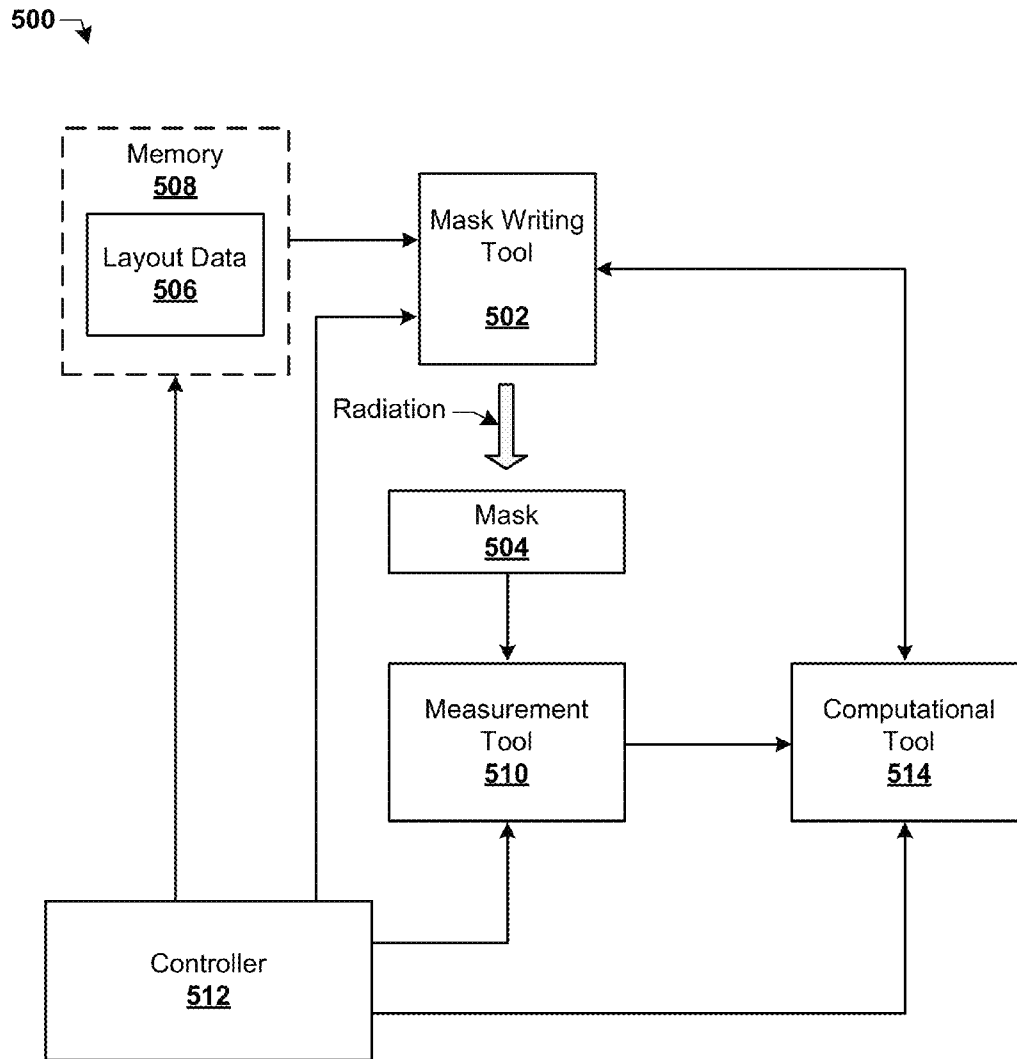 500
Memory
508
Layout Data
506
Mask Writing
Tool
502
Radiation
Mask
504
Measurement
Tool
510
Computational
Tool
514
Controller
512